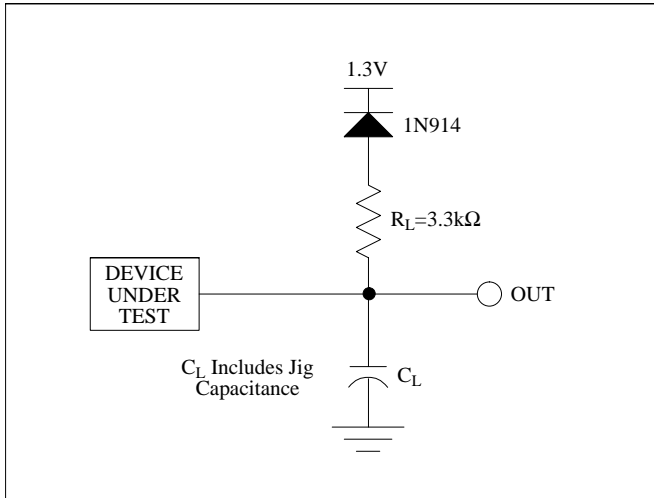 1.3V
1N914
R_L=3.3kΩ
DEVICE
UNDER
TEST
OUT
C_L Includes Jig
Capacitance
C_L